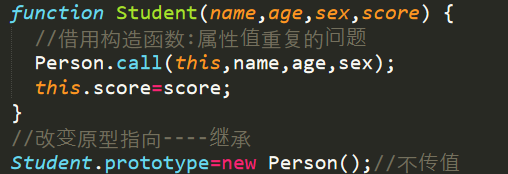 function Student(name,age,sex,score) {
//借用构造函数:属性值重复的问题
Person.call(this,name,age,sex);
this.score=score;
}
//改变原型指向----继承
Student.prototype=new Person();//不传值